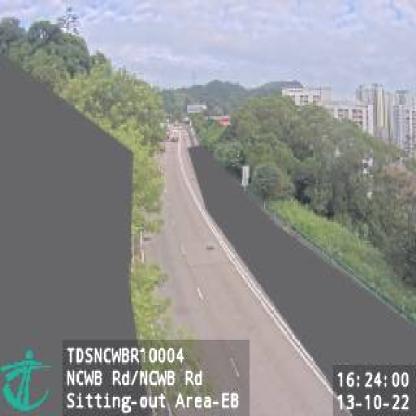 TDSNCWBR10004
NCWB Rd/NCWB Rd
Sitting-out Area-EB
16:24:00
13-10-22